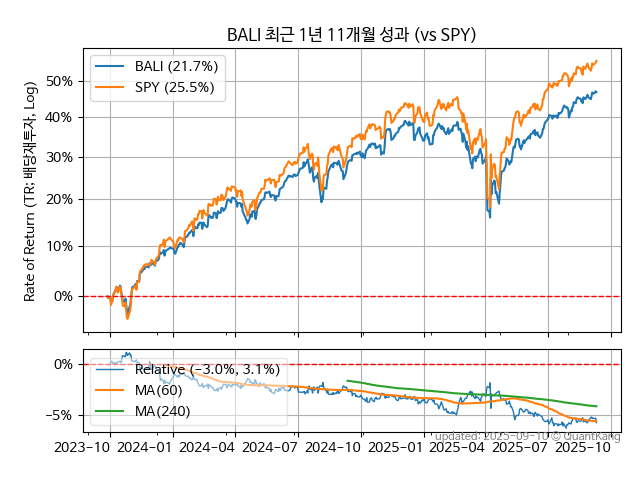 BALI 최근 1년 11개월 성과 (vs SPY)
Rate of Return (TR: 배당재투자, Log)
BALI (21.7%)
SPY (25.5%)
50%
40%
30%
20%
10%
0%
Relative (−3.0%, 3.1%)
MA(60)
MA(240)
0%
−5%
updated: 2025-09-10 © QuantKang
2023-10 2024-01 2024-04 2024-07 2024-10 2025-01 2025-04 2025-07 2025-10